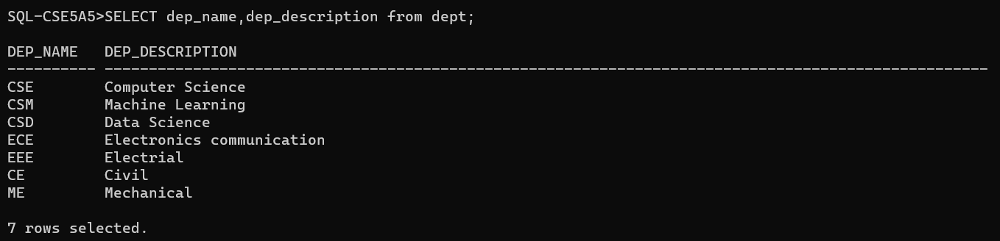 SQL-CSE5A5>SELECT dep_name,dep_description from dept;
DEP_NAME   DEP_DESCRIPTION
---------- ----------------------------------------------------------------------------------------------------
CSE        Computer Science
CSM        Machine Learning
CSD        Data Science
ECE        Electronics communication
EEE        Electrial
CE         Civil
ME         Mechanical
7 rows selected.